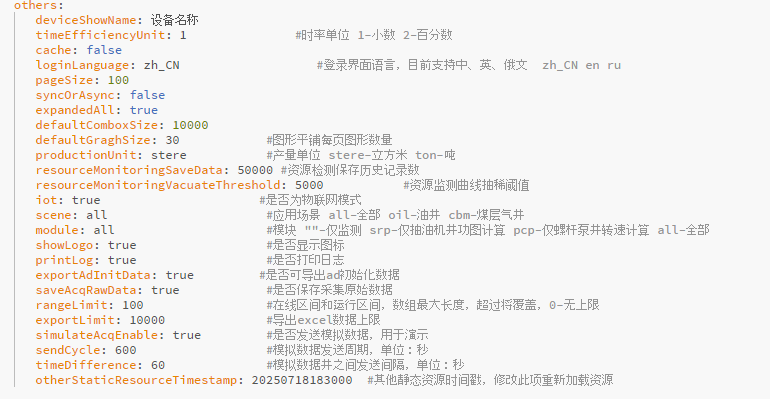 others:
deviceShowName: 设备名称
timeEfficiencyUnit: 1 #时率单位 1-小数 2-百分数
cache: false
loginLanguage: zh_CN #登录界面语言，目前支持中、英、俄文 zh_CN en ru
pageSize: 100
syncOrAsync: false
expandedAll: true
defaultComboxSize: 10000
defaultGraghSize: 30 #图形平铺每页图形数量
productionUnit: stere #产量单位 stere-立方米 ton-吨
resourceMonitoringSaveData: 50000 #资源检测保存历史记录数
resourceMonitoringVacuateThreshold: 5000 #资源监测曲线抽稀阈值
iot: true #是否为物联网模式
scene: all #应用场景 all-全部 oil-油井 cbm-煤层气井
module: all #模块 ""-仅监测 srp-仅抽油机井功图计算 pcp-仅螺杆泵井转速计算 all-全部
showLogo: true #是否显示图标
printLog: true #是否打印日志
exportAdInitData: true #是否可导出ad初始化数据
saveAcqRawData: true #是否保存采集原始数据
rangeLimit: 100 #在线区间和运行区间，数组最大长度，超过将覆盖，0-无上限
exportLimit: 10000 #导出excel数据上限
simulateAcqEnable: true #是否发送模拟数据，用于演示
sendCycle: 600 #模拟数据发送周期，单位：秒
timeDifference: 60 #模拟数据井之间发送间隔，单位：秒
otherStaticResourceTimestamp: 20250718183000 #其他静态资源时间戳，修改此项重新加载资源